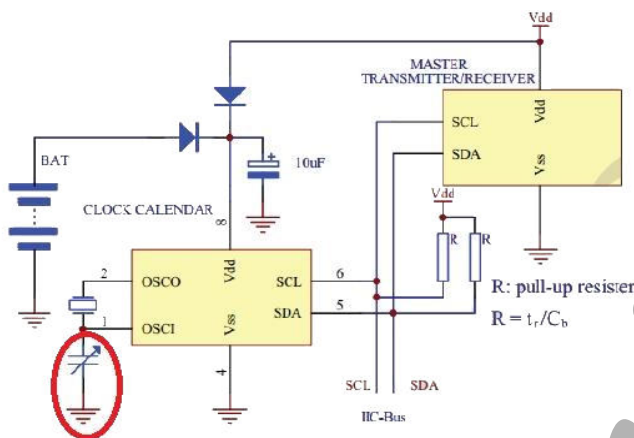 Vdd
MASTER
TRANSMITTER/RECEIVER
SCL
Vdd
SDA
Vss
BAT
10uF
+
CLOCK CALENDAR
8
Vdd
R
R
R: pull-up resister
R = tr/Cb
2
OSCO
Vdd
SCL
6
1
OSCI
Vss
SDA
5
4
SCL
SDA
IIC-Bus